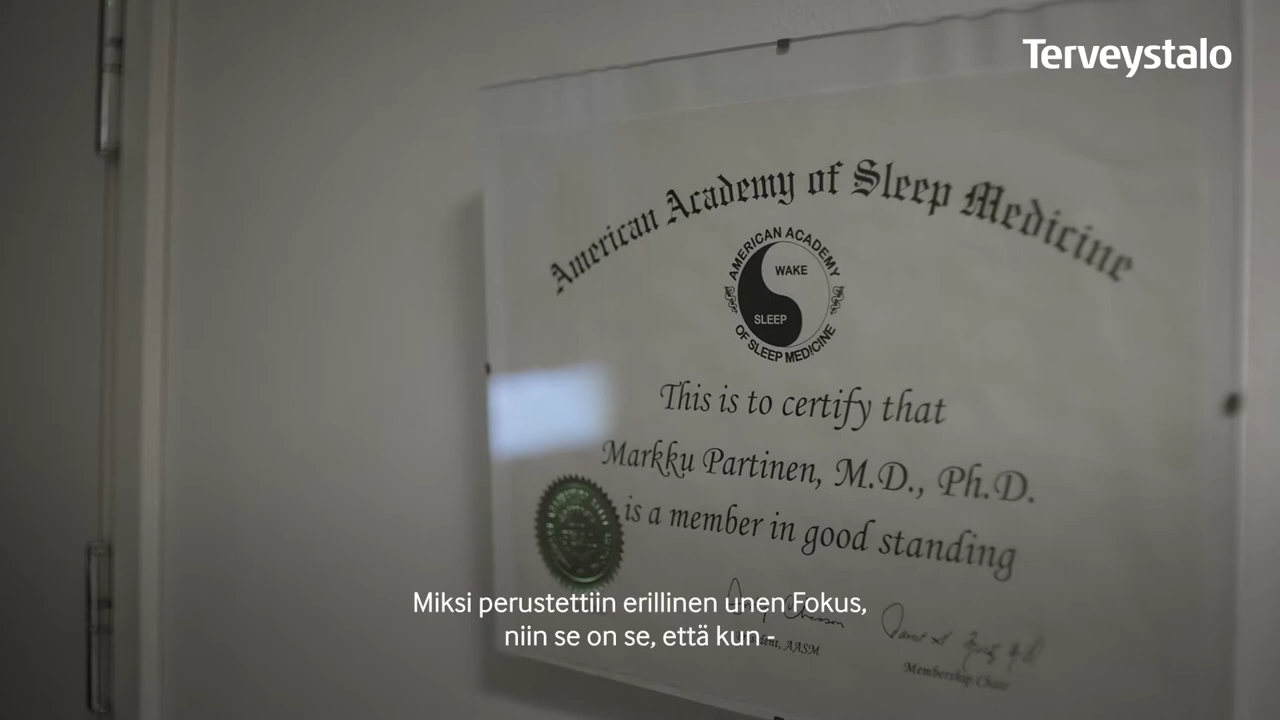 Terveystalo
American Academy of Sleep Medicine
AMERICAN ACADEMY
WAKE
SLEEP
OF SLEEP MEDICINE
This is to certify that
Markku Partinen, M.D., Ph.D.
is a member in good standing
Miksi perustettiin erillinen unen Fokus,
niin se on se, että kun -
AASM
Membership Chair